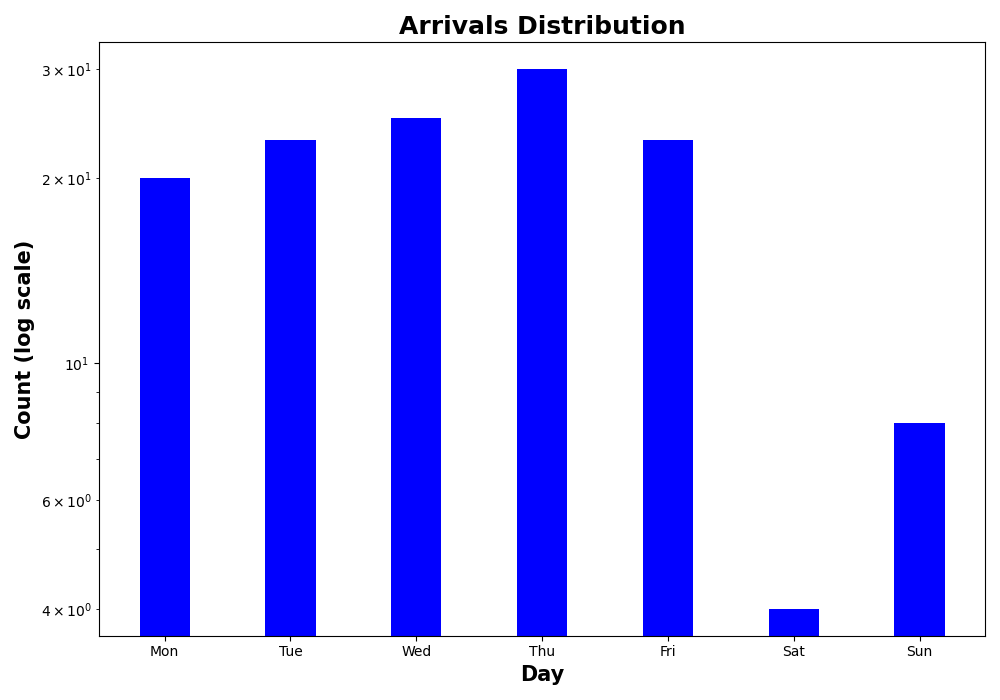 Arrivals Distribution
Count (log scale)
3 × 10¹
2 × 10¹
10¹
6 × 10⁰
4 × 10⁰
Mon Tue Wed Thu Fri Sat Sun
Day